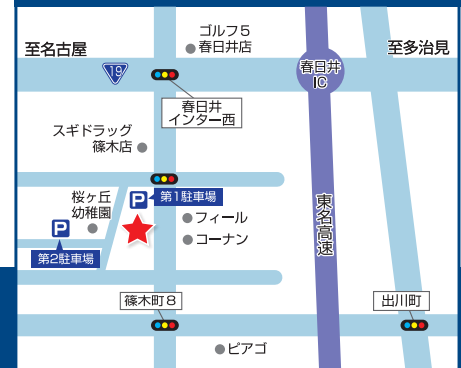 ゴルフ5
春日井店
至名古屋
至多治見
19
春日井
IC
春日井
インター西
スギドラッグ
篠木店
桜ヶ丘
幼稚園
P
第1駐車場
P
第2駐車場
フィール
コーナン
東名高速
篠木町8
出川町
ピアゴ